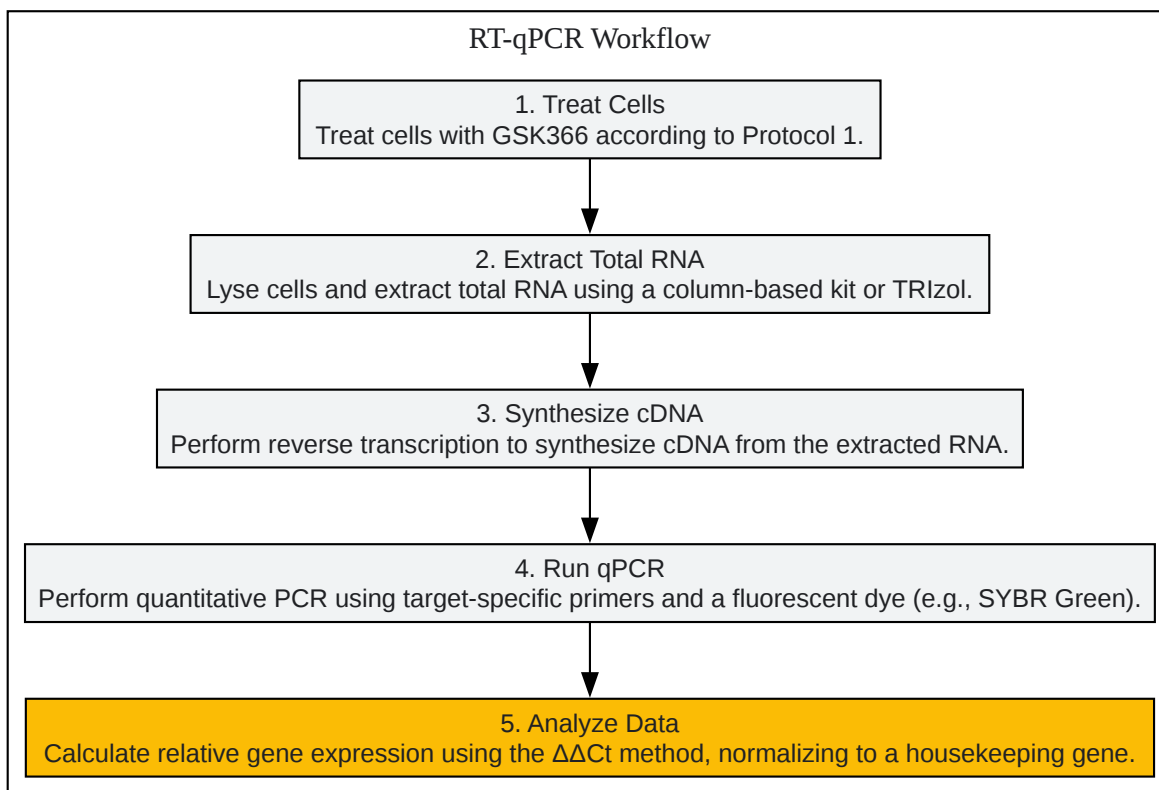 RT-qPCR Workflow
1. Treat Cells
Treat cells with GSK366 according to Protocol 1.
2. Extract Total RNA
Lyse cells and extract total RNA using a column-based kit or TRIzol.
3. Synthesize cDNA
Perform reverse transcription to synthesize cDNA from the extracted RNA.
4. Run qPCR
Perform quantitative PCR using target-specific primers and a fluorescent dye (e.g., SYBR Green).
5. Analyze Data
Calculate relative gene expression using the ΔΔCt method, normalizing to a housekeeping gene.